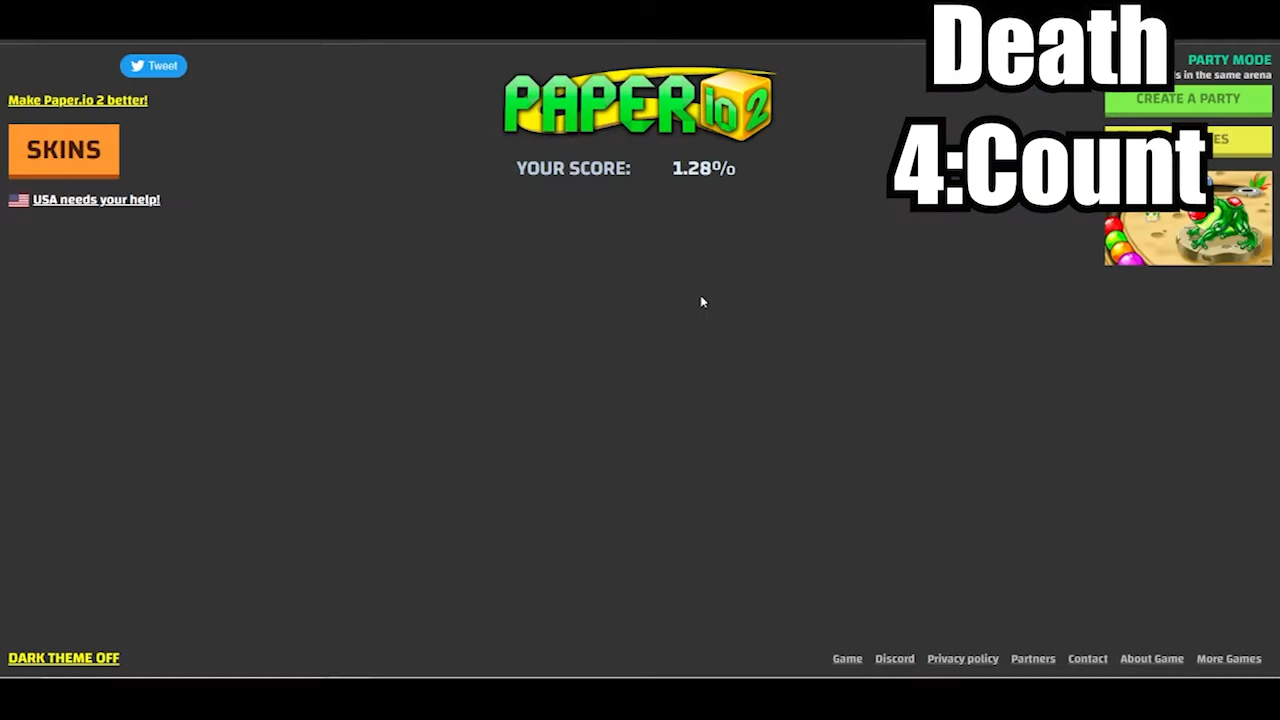 Death
4:Count
Tweet
Make Paper.io 2 better!
SKINS
USA needs your help!
PAPER io 2
YOUR SCORE: 1.28%
PARTY MODE
in the same arena
CREATE A PARTY
DARK THEME OFF
Game Discord Privacy policy Partners Contact About Game More Games